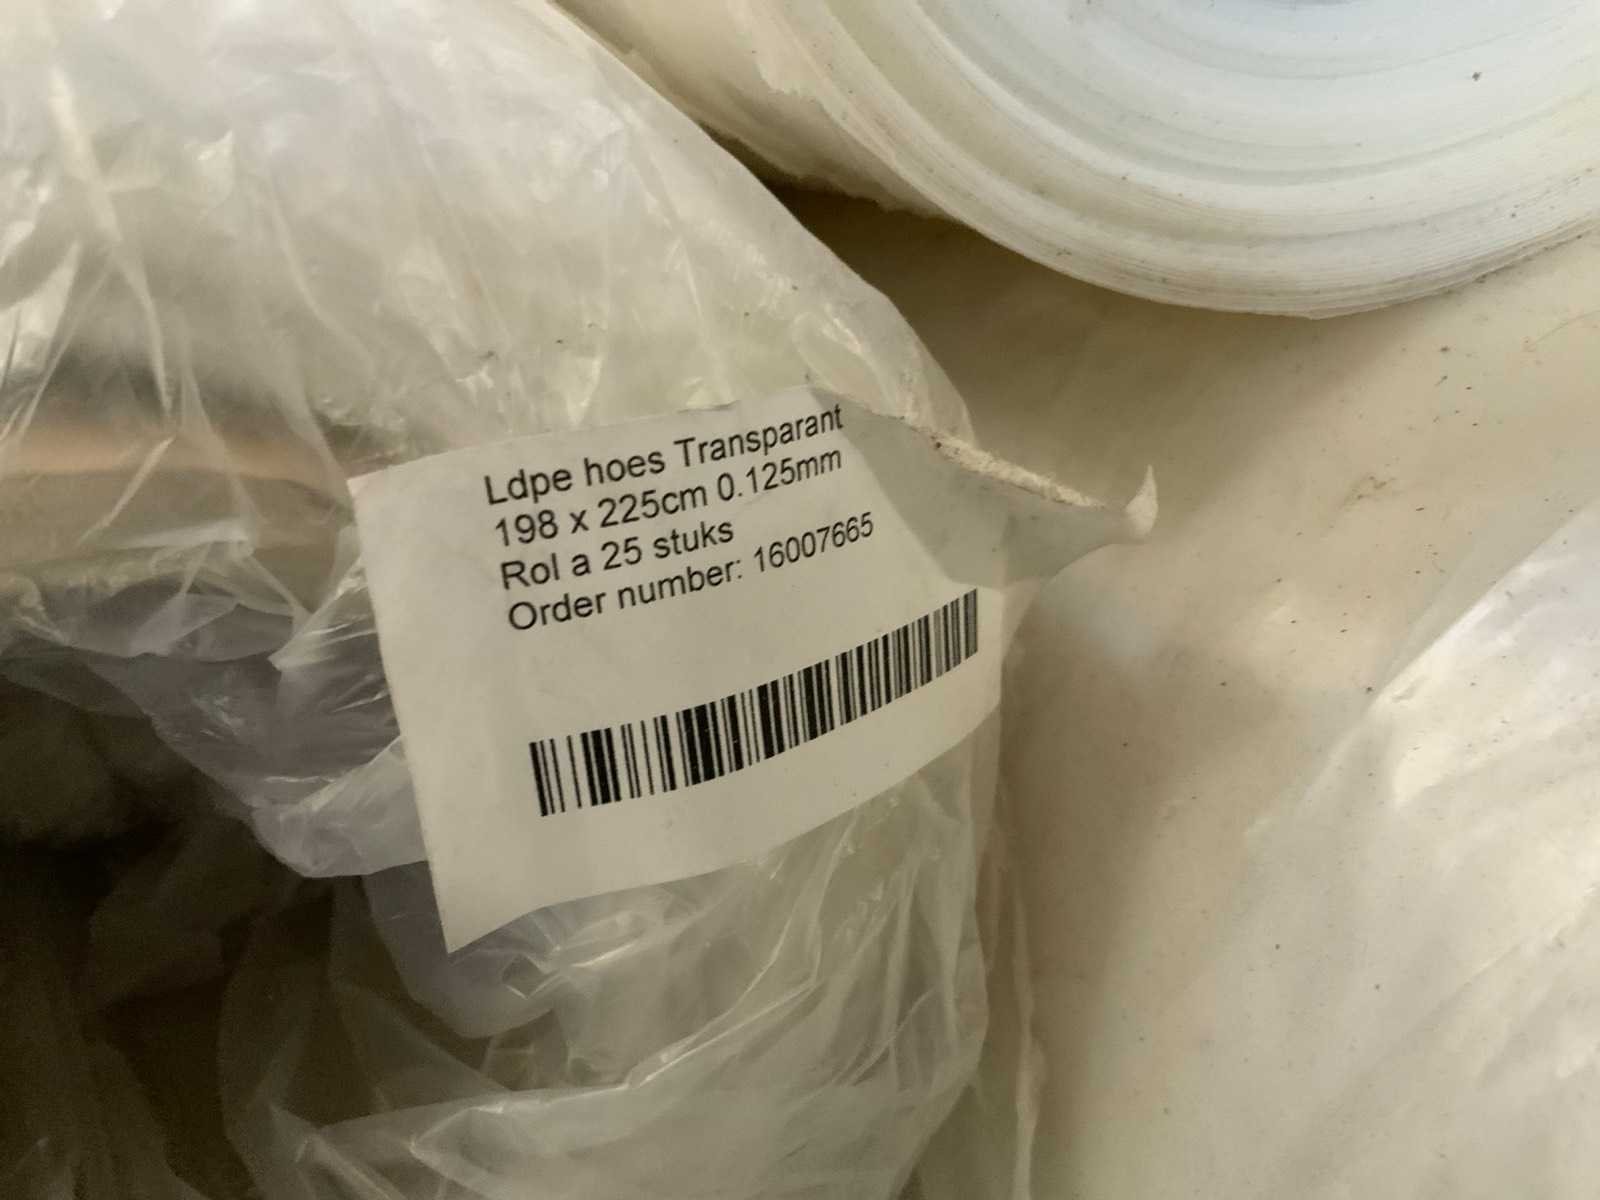 Ldpe hoes Transparant
198 x 225cm 0.125mm
Rol a 25 stuks
Order number: 16007665